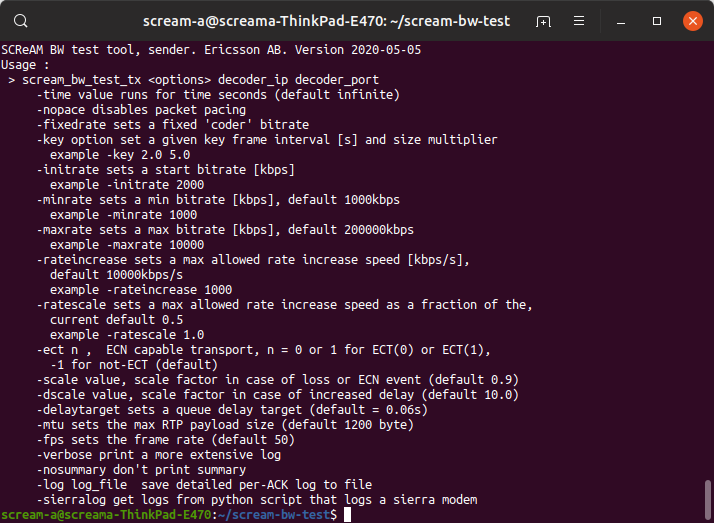 scream-a@screama-ThinkPad-E470: ~/scream-bw-test
SCReAM BW test tool, sender. Ericsson AB. Version 2020-05-05
Usage :
 > scream_bw_test_tx <options> decoder_ip decoder_port
     -time value runs for time seconds (default infinite)
     -nopace disables packet pacing
     -fixedrate sets a fixed 'coder' bitrate
     -key option set a given key frame interval [s] and size multiplier
       example -key 2.0 5.0
     -initrate sets a start bitrate [kbps]
       example -initrate 2000
     -minrate sets a min bitrate [kbps], default 1000kbps
       example -minrate 1000
     -maxrate sets a max bitrate [kbps], default 200000kbps
       example -maxrate 10000
     -rateincrease sets a max allowed rate increase speed [kbps/s],
       default 10000kbps/s
       example -rateincrease 1000
     -ratescale sets a max allowed rate increase speed as a fraction of the,
       current default 0.5
       example -ratescale 1.0
     -ect n ,  ECN capable transport, n = 0 or 1 for ECT(0) or ECT(1),
       -1 for not-ECT (default)
     -scale value, scale factor in case of loss or ECN event (default 0.9)
     -dscale value, scale factor in case of increased delay (default 10.0)
     -delaytarget sets a queue delay target (default = 0.06s)
     -mtu sets the max RTP payload size (default 1200 byte)
     -fps sets the frame rate (default 50)
     -verbose print a more extensive log
     -nosummary don't print summary
     -log log_file  save detailed per-ACK log to file
     -sierralog get logs from python script that logs a sierra modem
scream-a@screama-ThinkPad-E470:~/scream-bw-test$